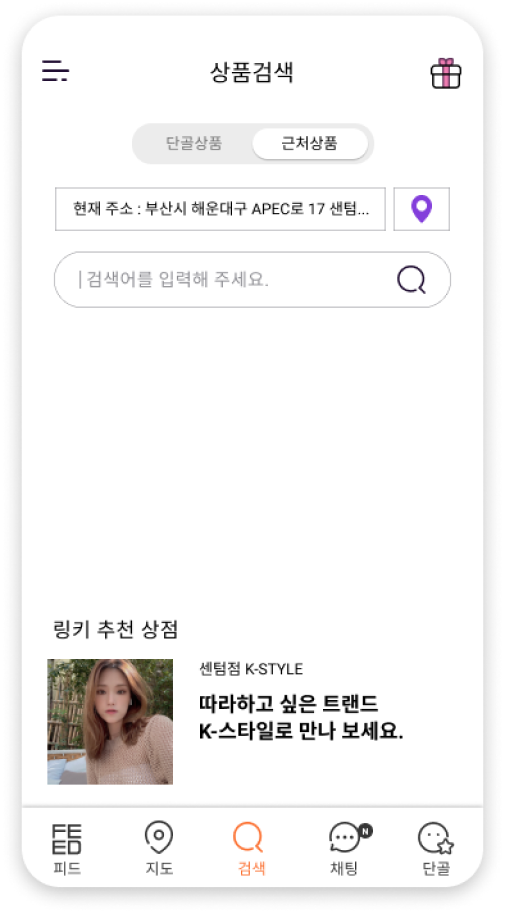 상품검색
단골상품 근처상품
현재 주소 : 부산시 해운대구 APEC로 17 샌텀...
| 검색어를 입력해 주세요.
링키 추천 상점
센텀점 K-STYLE
따라하고 싶은 트랜드
K-스타일로 만나 보세요.
FE
ED
N
피드 지도 검색 채팅 단골